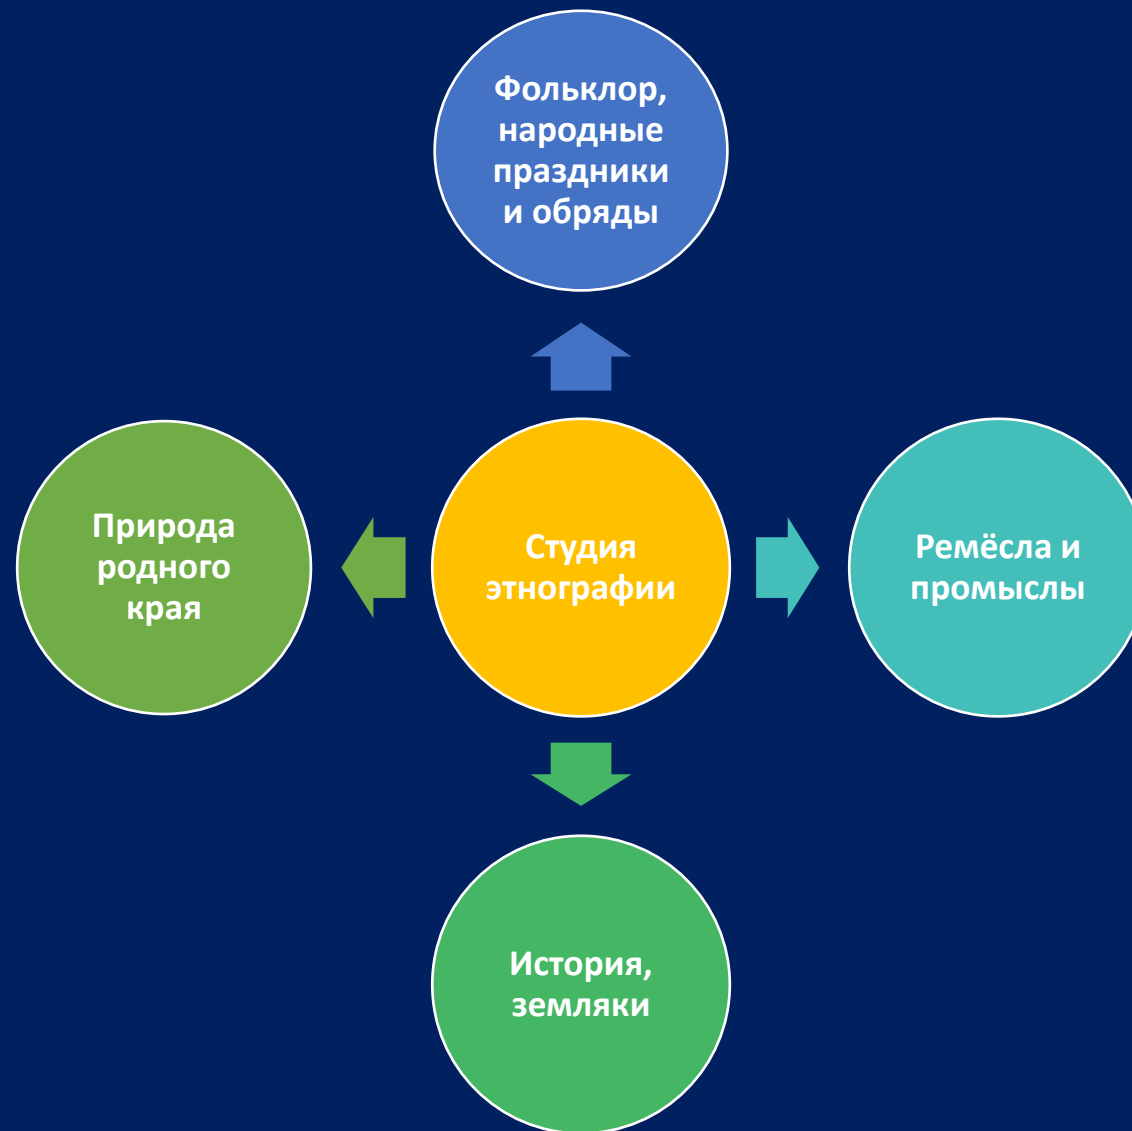 Фольклор,
народные
праздники
и обряды
Природа
родного
края
Студия
этнографии
Ремёсла и
промыслы
История,
земляки